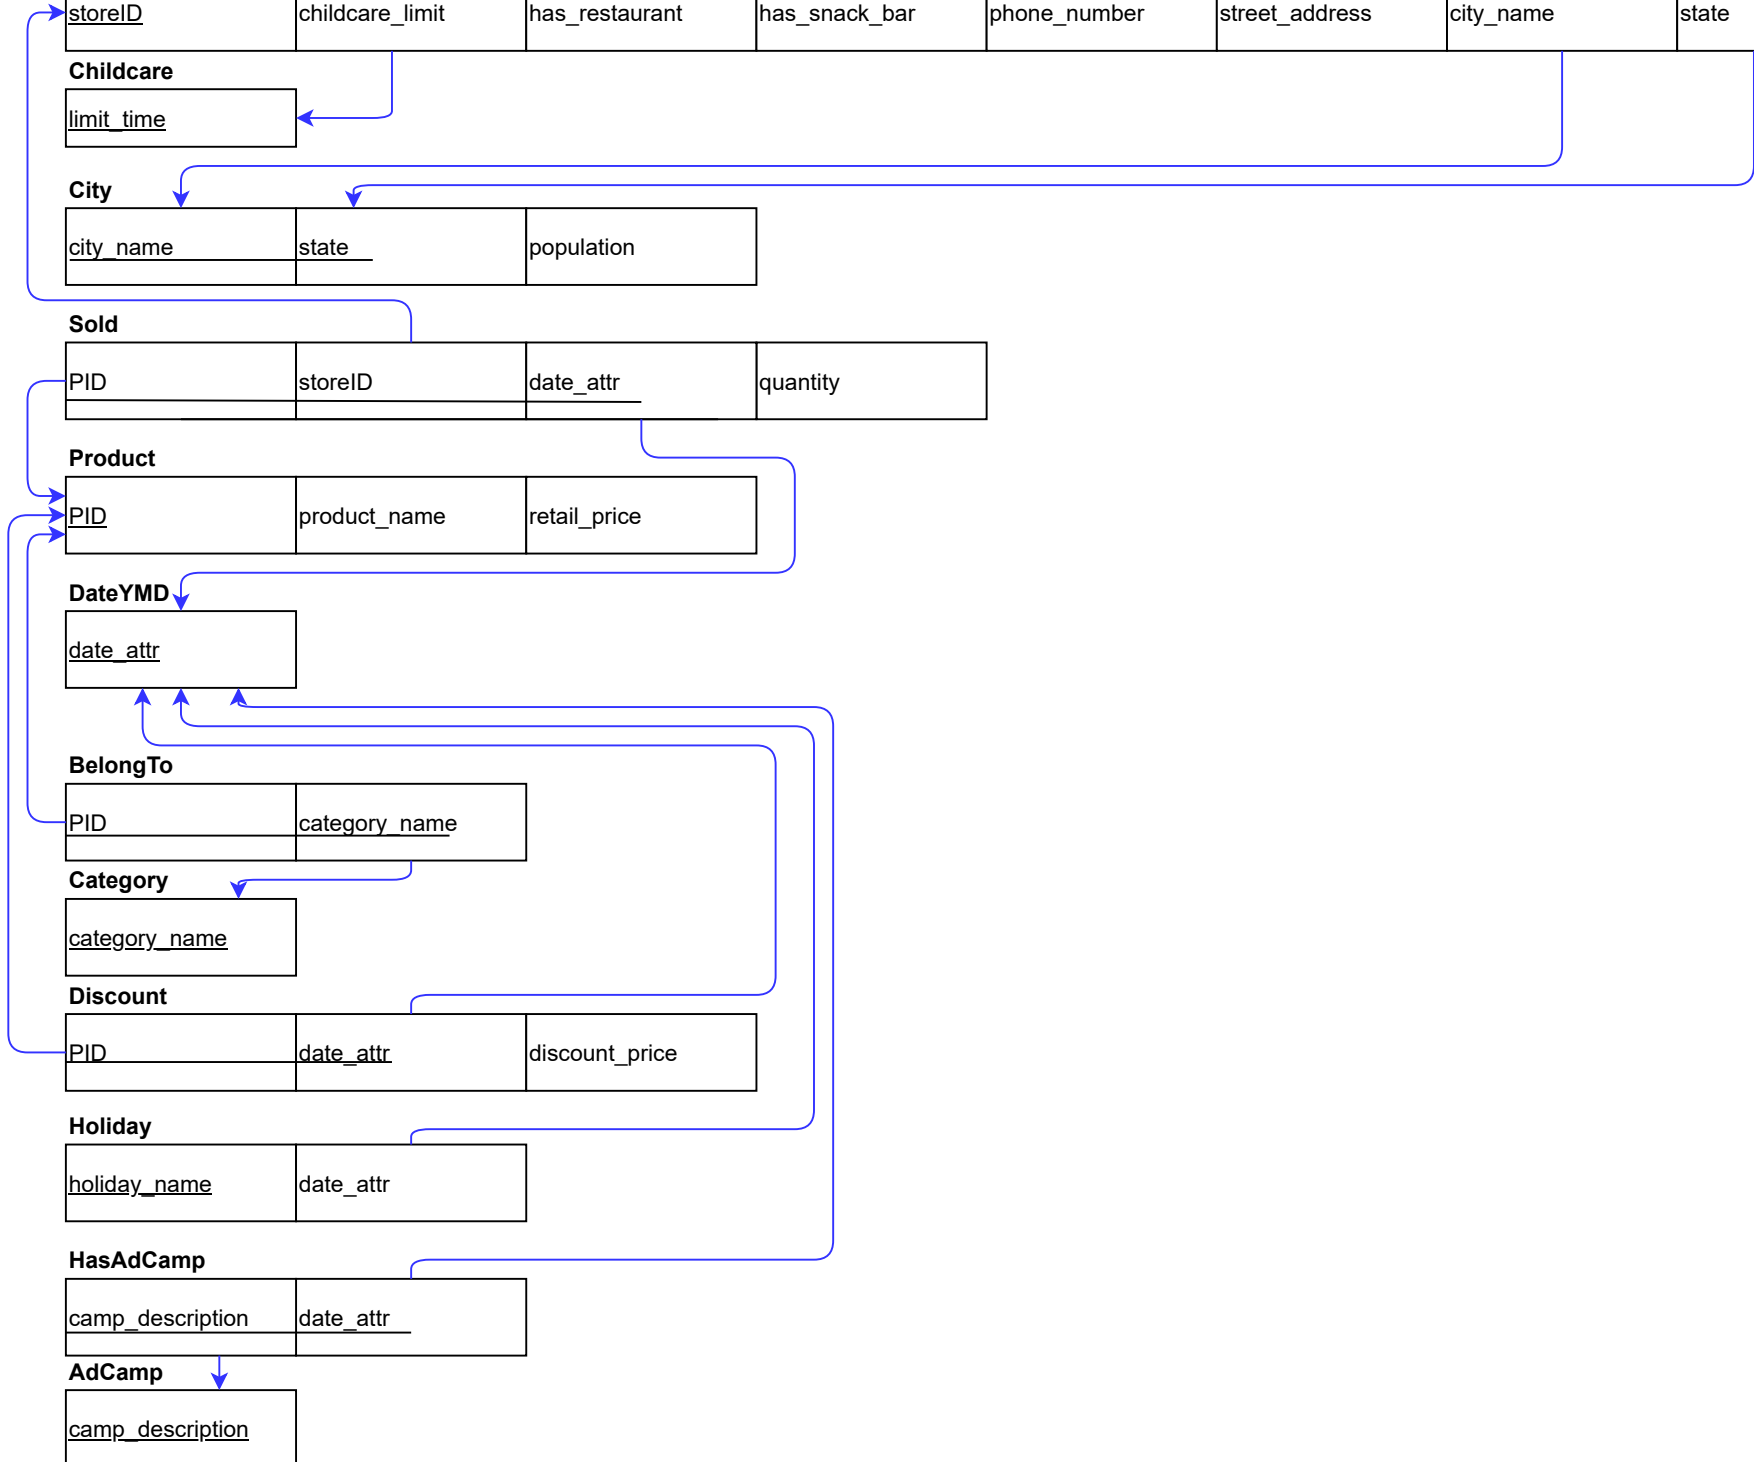 storeID childcare_limit has_restaurant has_snack_bar phone_number street_address city_name state
Childcare
limit_time
City
city_name state population
Sold
PID storeID date_attr quantity
Product
PID product_name retail_price
DateYMD
date_attr
BelongTo
PID category_name
Category
category_name
Discount
PID date_attr discount_price
Holiday
holiday_name date_attr
HasAdCamp
camp_description date_attr
AdCamp
camp_description